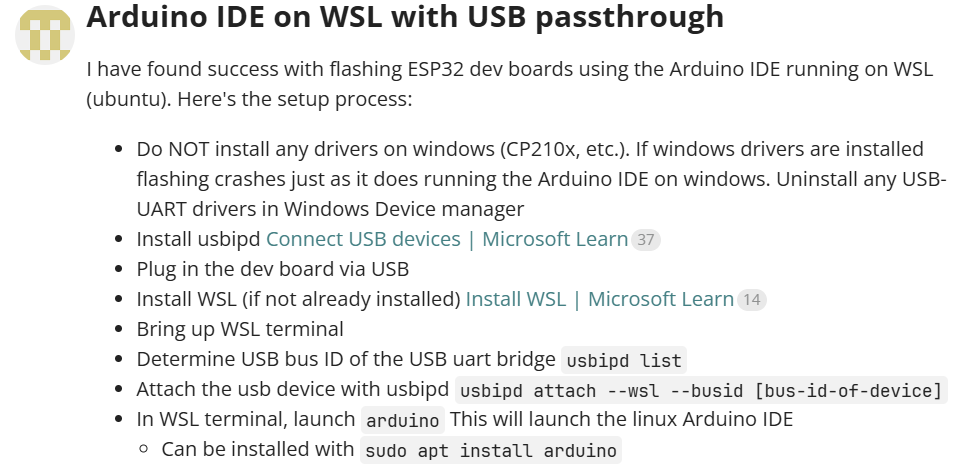 Arduino IDE on WSL with USB passthrough
I have found success with flashing ESP32 dev boards using the Arduino IDE running on WSL
(ubuntu). Here's the setup process:
• Do NOT install any drivers on windows (CP210x, etc.). If windows drivers are installed
flashing crashes just as it does running the Arduino IDE on windows. Uninstall any USB-
UART drivers in Windows Device manager
• Install usbipd Connect USB devices | Microsoft Learn 37
• Plug in the dev board via USB
• Install WSL (if not already installed) Install WSL | Microsoft Learn 14
• Bring up WSL terminal
• Determine USB bus ID of the USB uart bridge usbipd list
• Attach the usb device with usbipd usbipd attach --wsl --busid [bus-id-of-device]
• In WSL terminal, launch arduino This will launch the linux Arduino IDE
◦ Can be installed with sudo apt install arduino